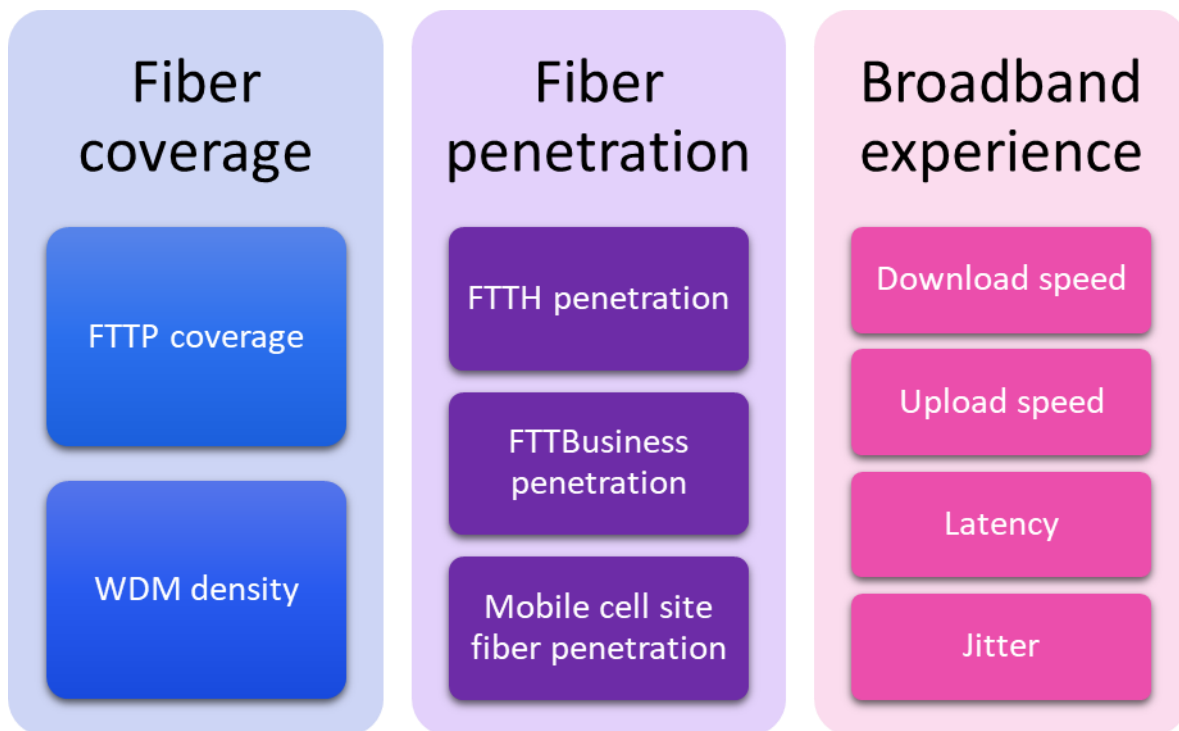 Fiber
coverage
FTTP coverage
WDM density
Fiber
penetration
FTTH penetration
FTTBusiness
penetration
Mobile cell site
fiber penetration
Broadband
experience
Download speed
Upload speed
Latency
Jitter